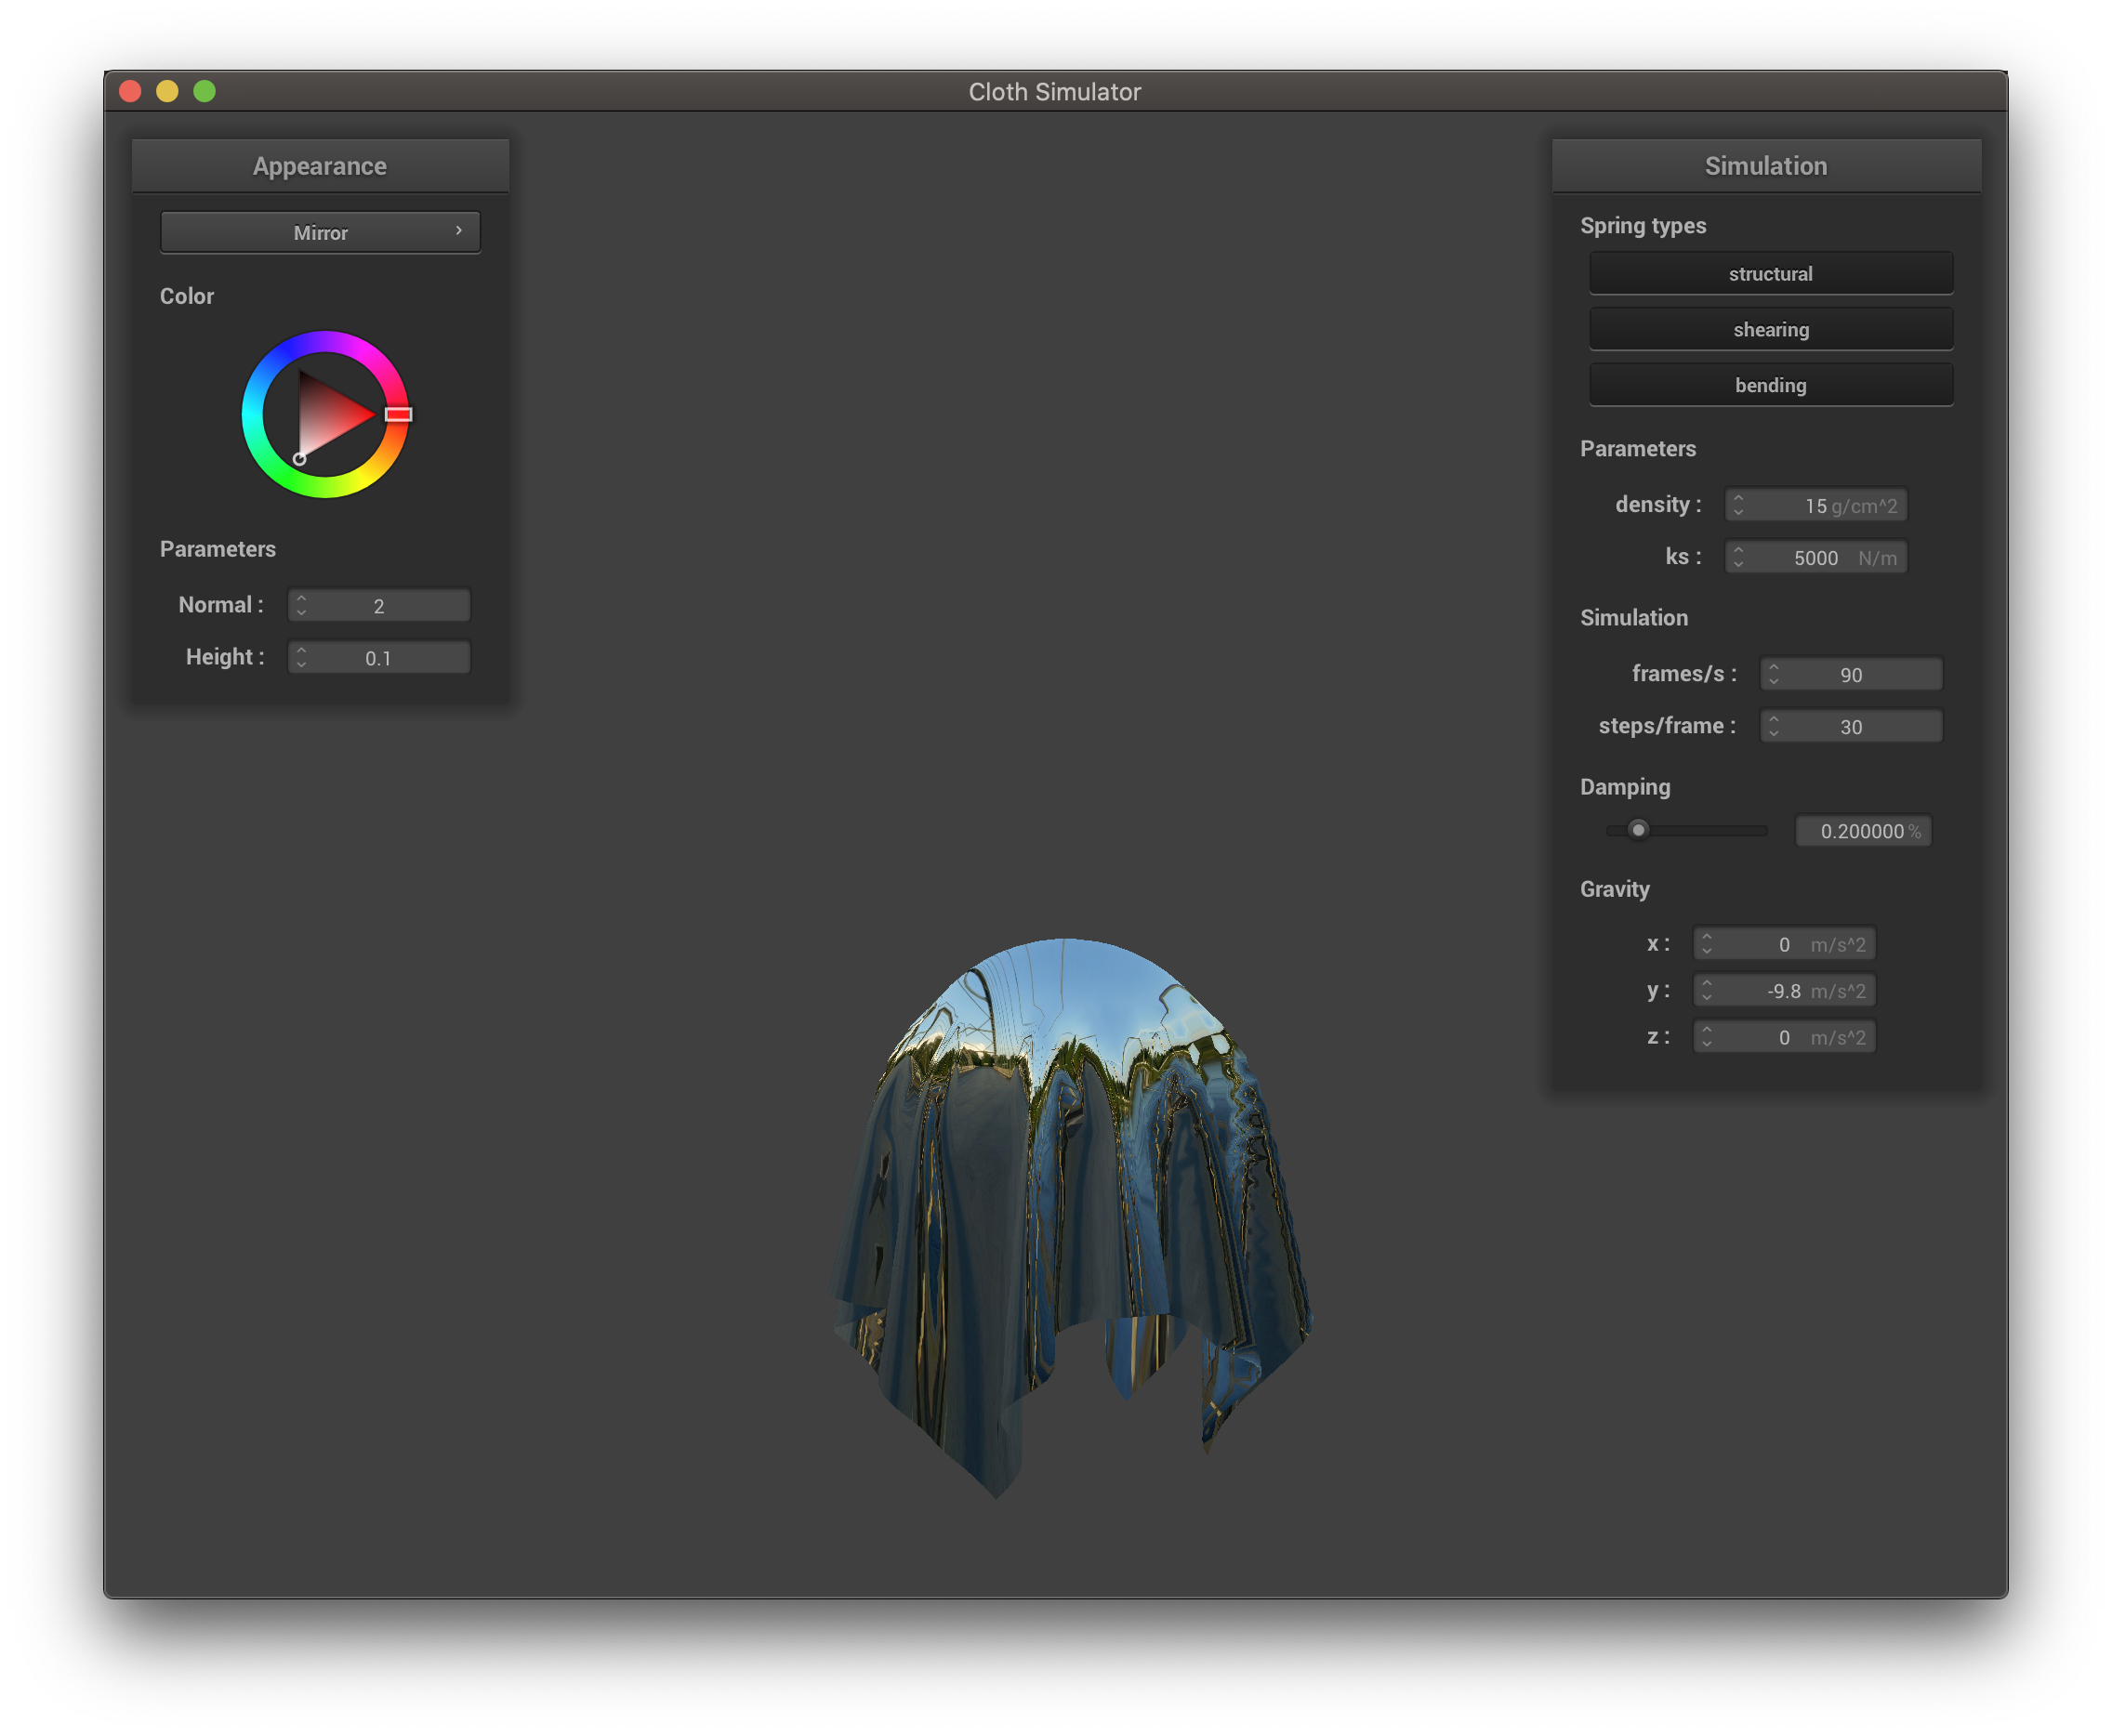 Cloth Simulator
Appearance
Mirror
Color
Parameters
Normal : 2
Height : 0.1
Simulation
Spring types
structural
shearing
bending
Parameters
density : 15 g/cm^2
ks : 5000 N/m
Simulation
frames/s : 90
steps/frame : 30
Damping
0.200000 %
Gravity
x : 0 m/s^2
y : -9.8 m/s^2
z : 0 m/s^2